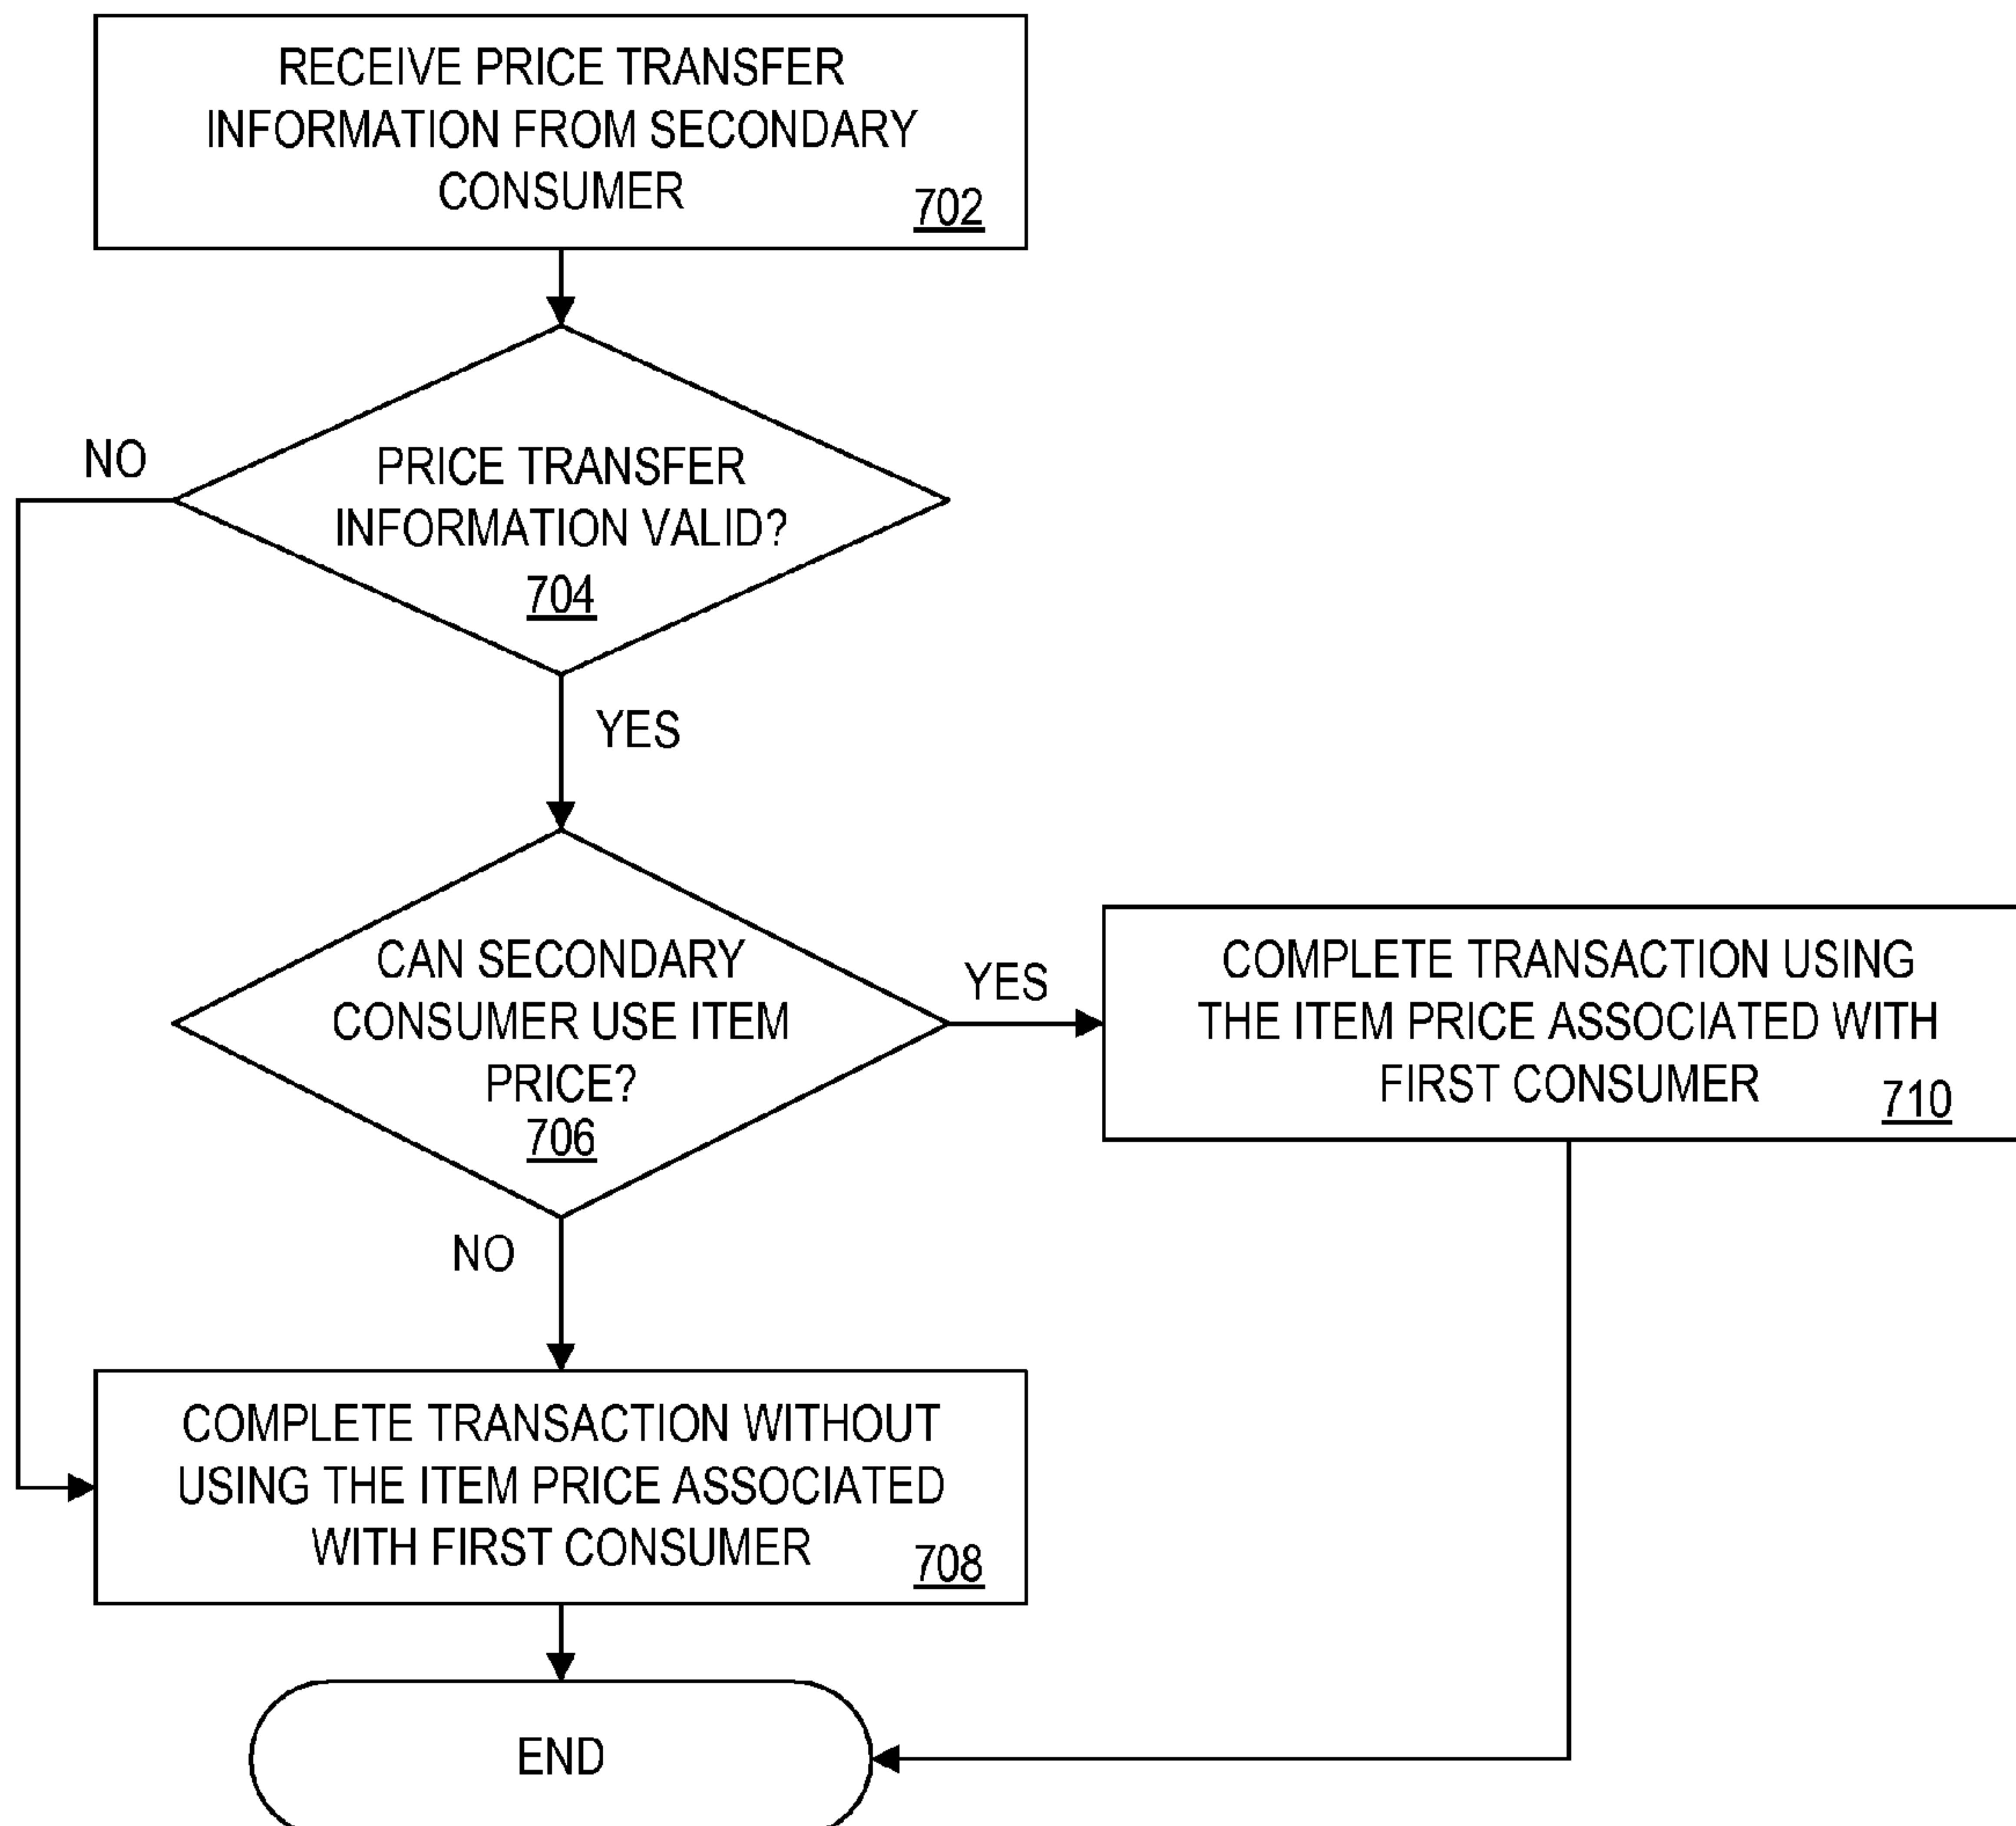 RECEIVE PRICE TRANSFER
INFORMATION FROM SECONDARY
CONSUMER
702
NO
PRICE TRANSFER
INFORMATION VALID?
704
YES
CAN SECONDARY
CONSUMER USE ITEM
PRICE?
706
YES
COMPLETE TRANSACTION USING
THE ITEM PRICE ASSOCIATED WITH
FIRST CONSUMER
710
NO
COMPLETE TRANSACTION WITHOUT
USING THE ITEM PRICE ASSOCIATED
WITH FIRST CONSUMER
708
END